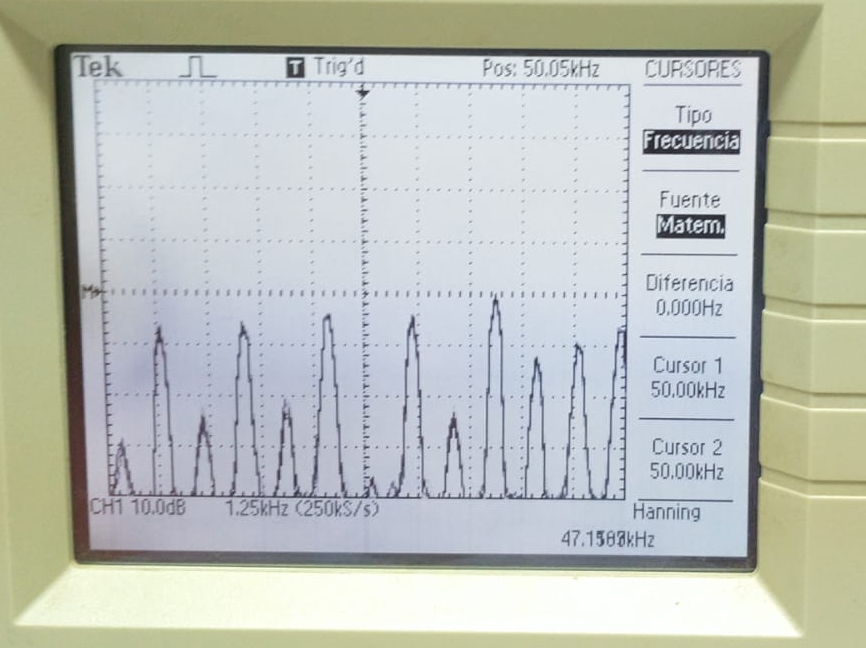 Tek T Trig'd Pos: 50.05kHz CURSORES
Tipo
Frecuencia
Fuente
Matem.
M
Diferencia
0.000Hz
Cursor 1
50.00kHz
Cursor 2
50.00kHz
CH1 10.0dB 1.25kHz (250kS/s) Hanning